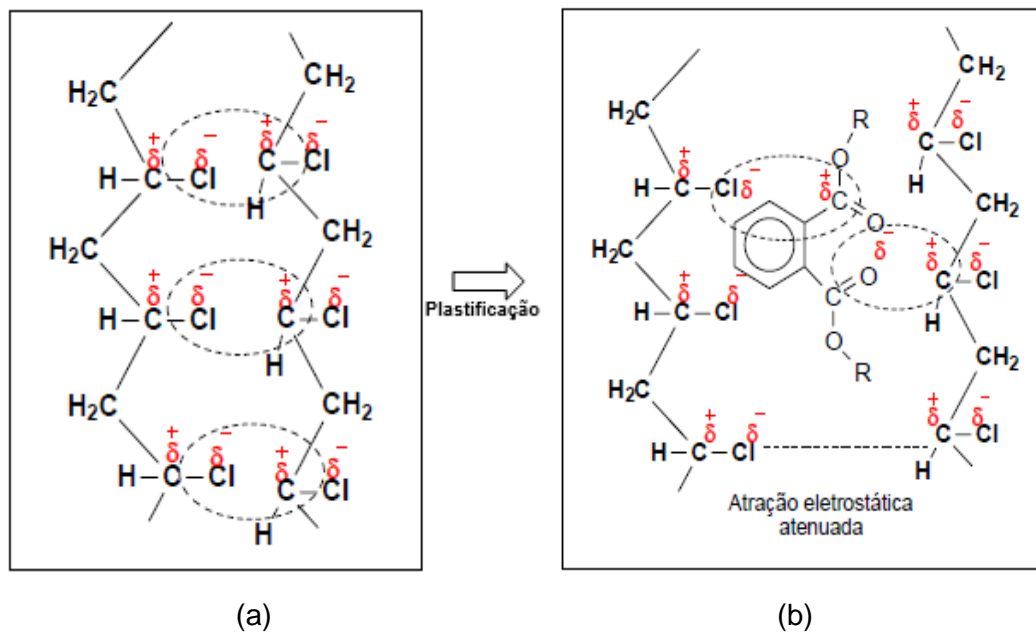 CH₂
H₂C
δ⁺ δ⁻ δ⁺ δ⁻
H–C–Cl C–Cl
H
CH₂
H₂C
δ⁺ δ⁻ δ⁺ δ⁻
H–C–Cl C–Cl
H
CH₂
H₂C
δ⁺ δ⁻ δ⁺ δ⁻
H–C–Cl C–Cl
H
Plastificação
CH₂
H₂C
R
δ⁺ δ⁻
C–Cl
O
H
δ⁺
H–C–Cl δ⁻
δ⁺
C
O
CH₂
H₂C
δ⁻
O
δ⁺ δ⁻
C–Cl
H
δ⁺ δ⁻
H–C–Cl
C
O
CH₂
R
H₂C
δ⁺ δ⁻
C–Cl
H
δ⁺ δ⁻
H–C–Cl
Atração eletrostática
atenuada
(a) (b)